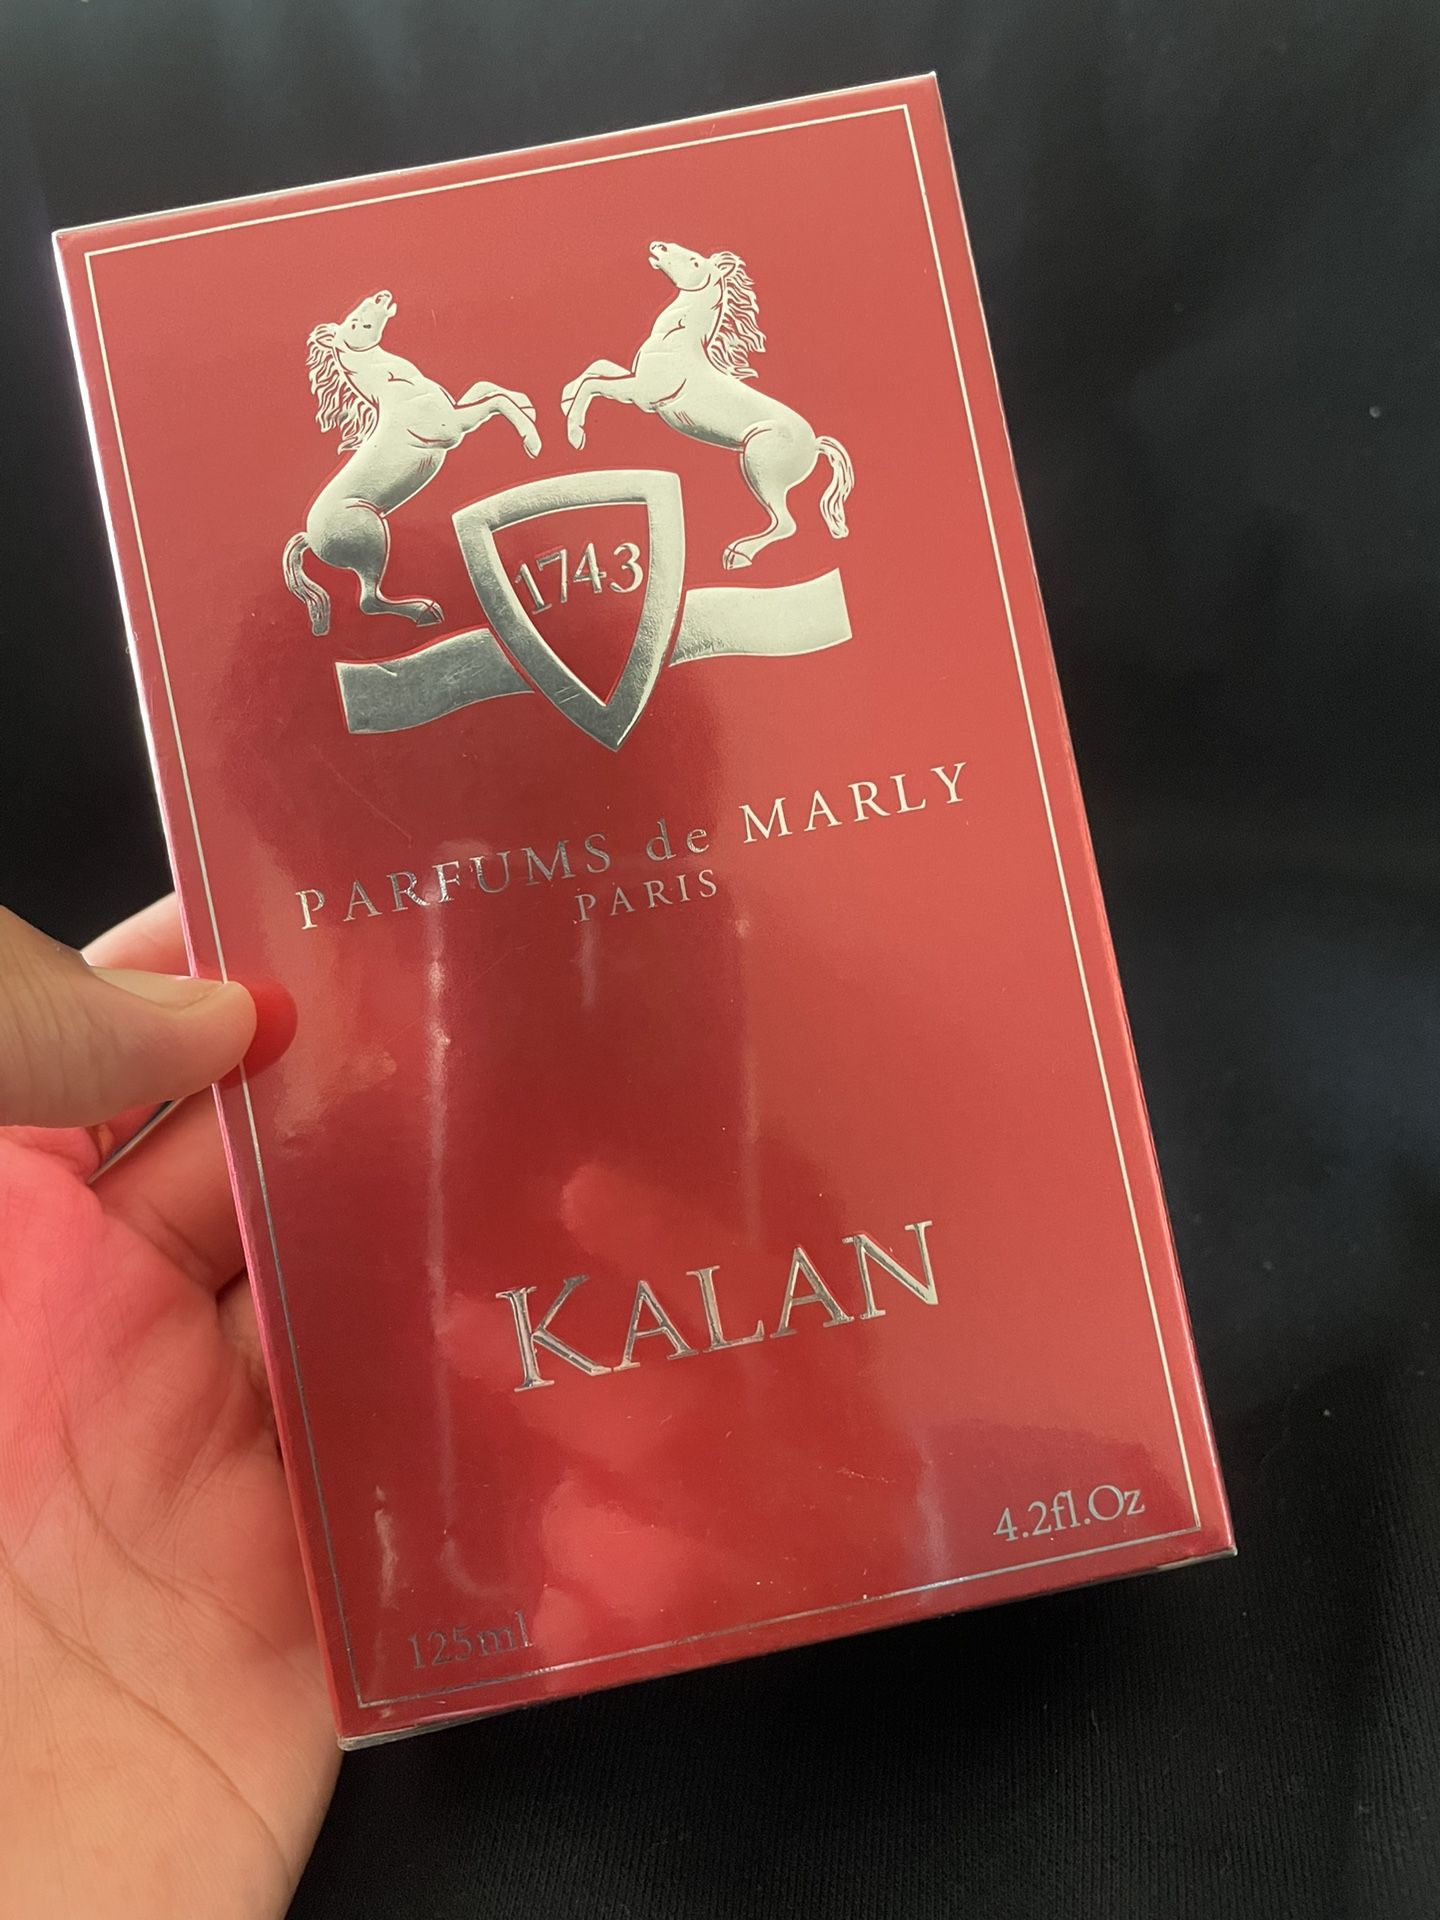 1743
PARFUMS de MARLY
PARIS
KALAN
4.2fl.Oz
125ml